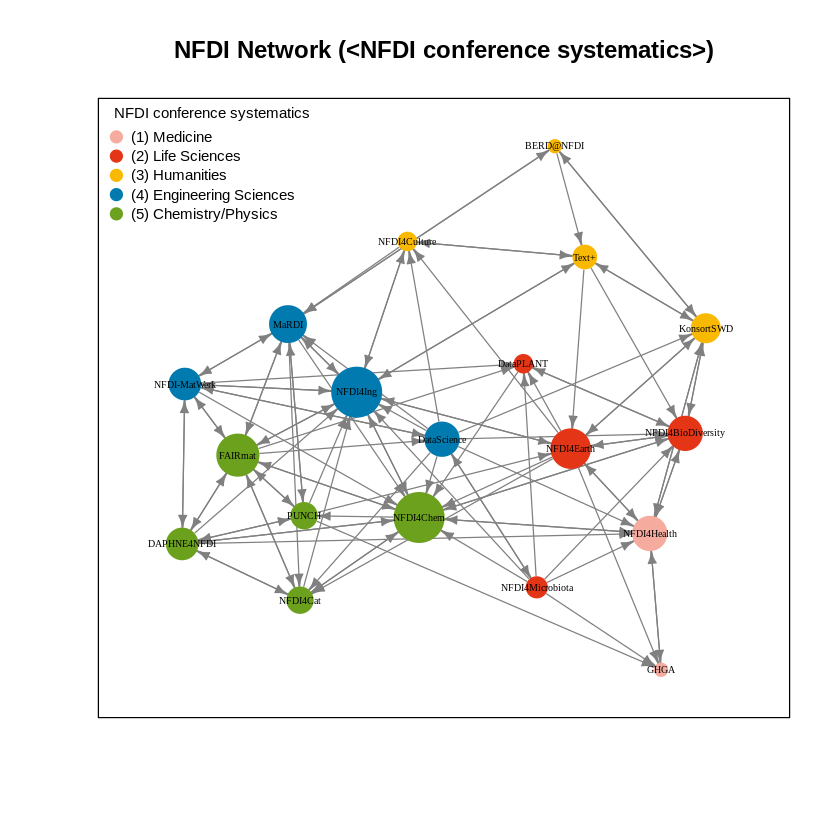 NFDI Network (<NFDI conference systematics>)
NFDI conference systematics
(1) Medicine
(2) Life Sciences
(3) Humanities
(4) Engineering Sciences
(5) Chemistry/Physics
BERD@NFDI
NFDI4Culture
Text+
MaRDI
KonsortSWD
DataPLANT
NFDI-MatWerk
NFDI4Ing
NFDI4BioDiversity
DataScience
NFDI4Earth
FAIRmat
PUNCH
NFDI4Chem
NFDI4Health
DAPHNE4NFDI
NFDI4Microbiota
NFDI4Cat
GHGA